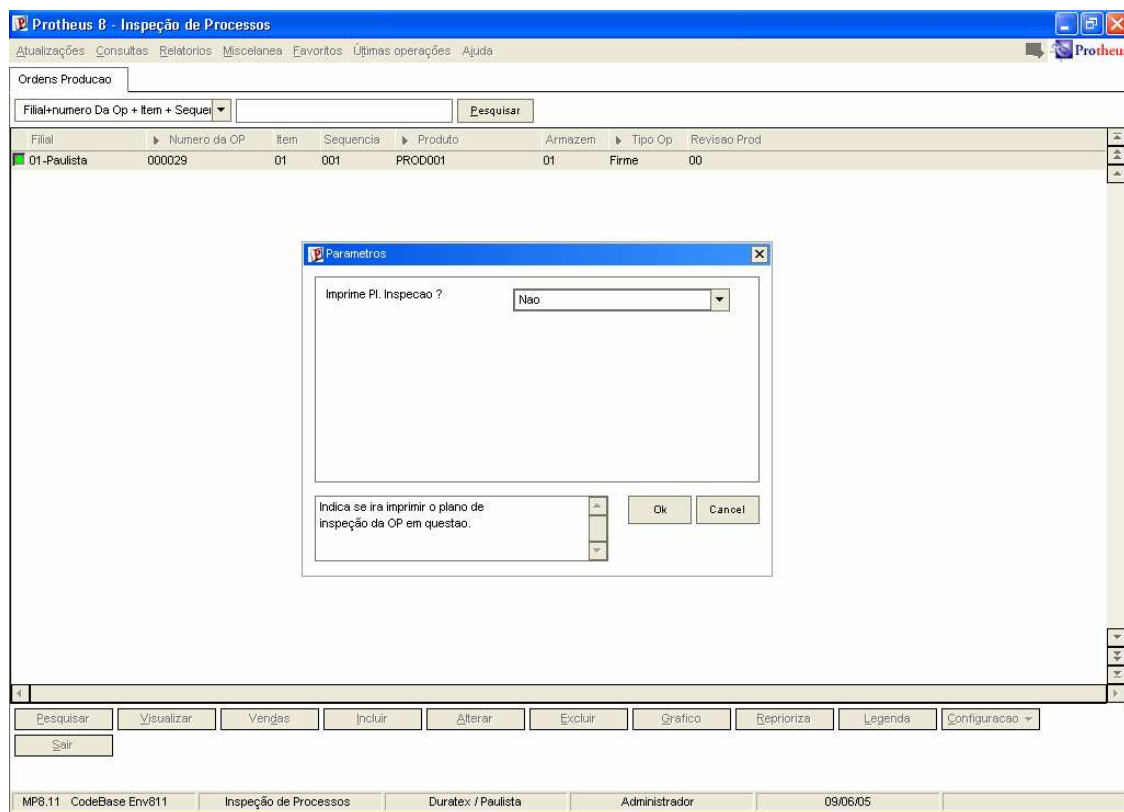 Protheus 8 - Inspeção de Processos
Atualizações Consultas Relatorios Miscelanea Favoritos Últimas operações Ajuda
Protheus
Ordens Producao
Filial+numero Da Op + Item + Sequei Pesquisar
Filial Numero da OP Item Sequencia Produto Armazem Tipo Op Revisao Prod
01-Paulista 000029 01 001 PROD001 01 Firme 00
Parametros
Imprime Pl. Inspecao ? Nao
Indica se ira imprimir o plano de
inspeção da OP em questao.
Ok Cancel
Pesquisar Visualizar Vendas Incluir Alterar Excluir Grafico Reprioriza Legenda Configuracao
Sair
MP8.11 CodeBase Env811 Inspeção de Processos Duratex / Paulista Administrador 09/06/05